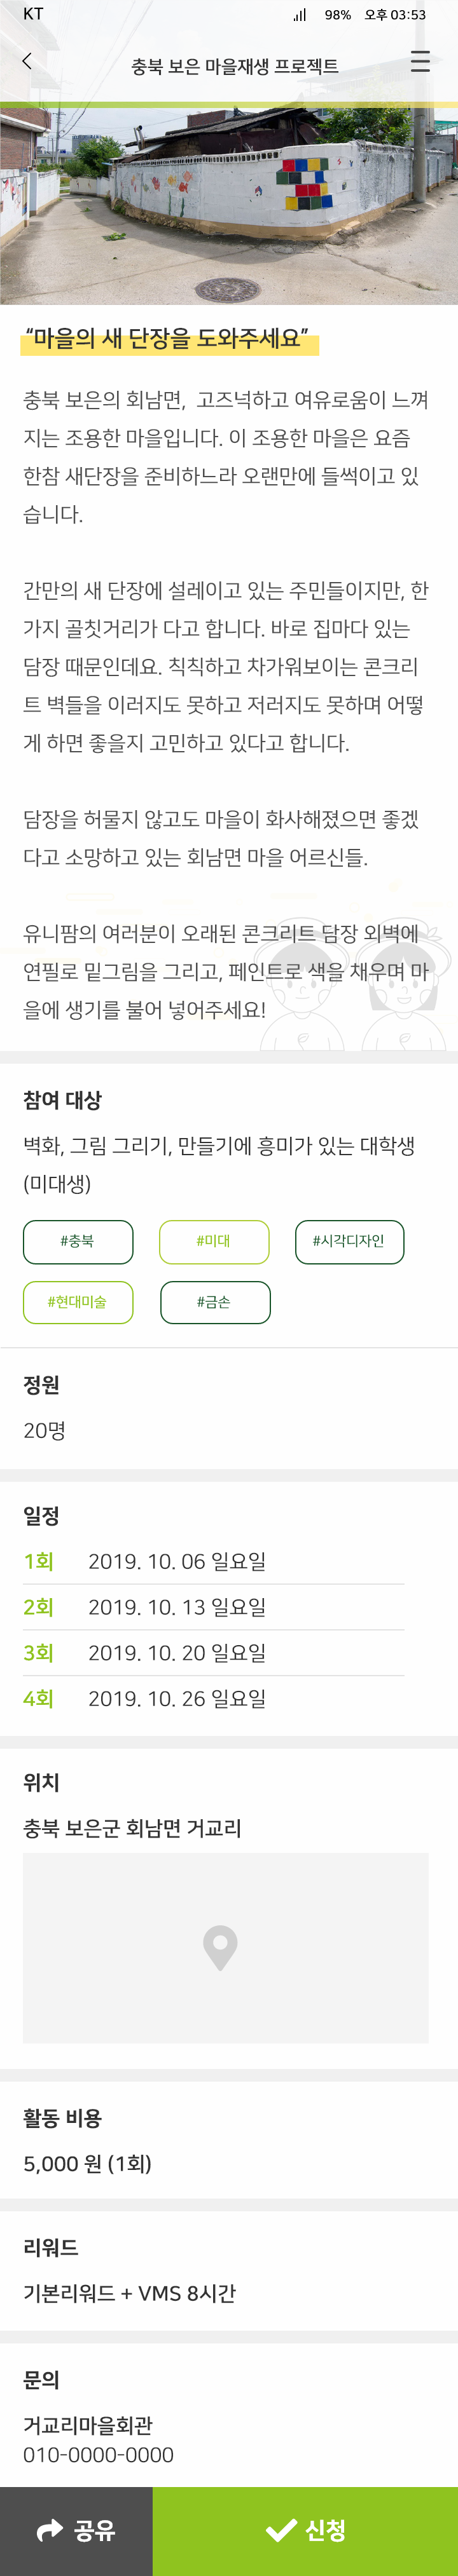 KT
98% 오후 03:53
충북 보은 마을재생 프로젝트
“마을의 새 단장을 도와주세요”
충북 보은의 회남면, 고즈넉하고 여유로움이 느껴
지는 조용한 마을입니다. 이 조용한 마을은 요즘
한참 새단장을 준비하느라 오랜만에 들썩이고 있
습니다.
간만의 새 단장에 설레이고 있는 주민들이지만, 한
가지 골칫거리가 다고 합니다. 바로 집마다 있는
담장 때문인데요. 칙칙하고 차가워보이는 콘크리
트 벽들을 이러지도 못하고 저러지도 못하며 어떻
게 하면 좋을지 고민하고 있다고 합니다.
담장을 허물지 않고도 마을이 화사해졌으면 좋겠
다고 소망하고 있는 회남면 마을 어르신들.
유니팜의 여러분이 오래된 콘크리트 담장 외벽에
연필로 밑그림을 그리고, 페인트로 색을 채우며 마
을에 생기를 불어 넣어주세요!
참여 대상
벽화, 그림 그리기, 만들기에 흥미가 있는 대학생
(미대생)
#충북 #미대 #시각디자인
#현대미술 #금손
정원
20명
일정
1회 2019. 10. 06 일요일
2회 2019. 10. 13 일요일
3회 2019. 10. 20 일요일
4회 2019. 10. 26 일요일
위치
충북 보은군 회남면 거교리
활동 비용
5,000 원 (1회)
리워드
기본리워드 + VMS 8시간
문의
거교리마을회관
010-0000-0000
공유 신청